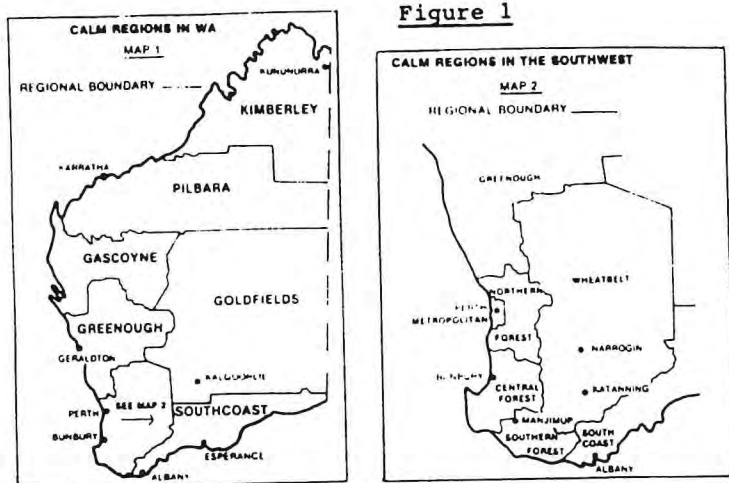 Figure 1
CALM REGIONS IN WA
MAP 1
REGIONAL BOUNDARY
KUNUNURRA
KIMBERLEY
KARRATHA
PILBARA
GASCOYNE
GOLDFIELDS
GREENOUGH
GERALDTON
KALGOORLIE
SEE MAP 2
SOUTHCOAST
PERTH
BUNBURY
ESPERANCE
ALBANY
CALM REGIONS IN THE SOUTHWEST
MAP 2
REGIONAL BOUNDARY
GREENOUGH
WHEATBELT
NORTHERN
PERTH
METROPOLITAN
FOREST
NARROGIN
BUNBURY
CENTRAL
FOREST
KATANNING
MANJIMUP
SOUTHERN
FOREST
SOUTH
COAST
ALBANY